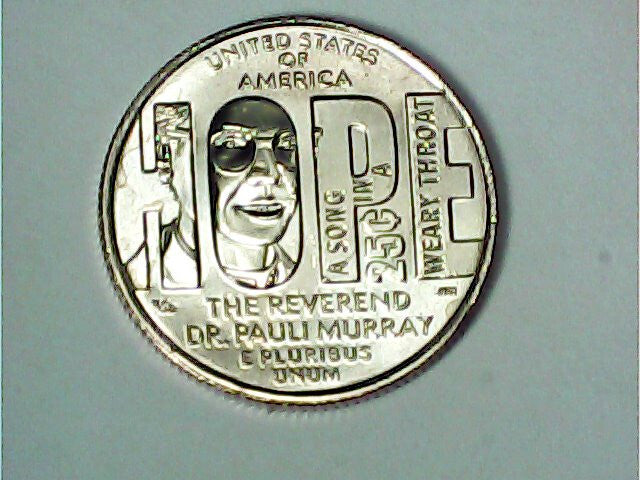 UNITED STATES
OF
AMERICA
HOPE
A SONG
IN A
WEARY THROAT
25¢
THE REVEREND
DR. PAULI MURRAY
E PLURIBUS
UNUM